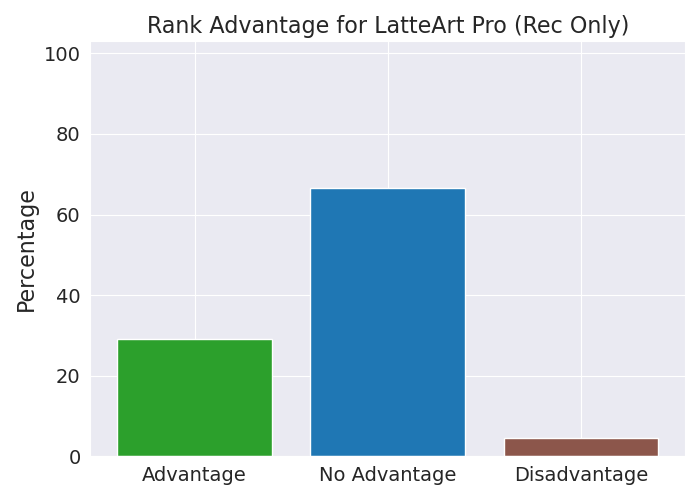 Rank Advantage for LatteArt Pro (Rec Only)
Percentage
100
80
60
40
20
0
Advantage
No Advantage
Disadvantage